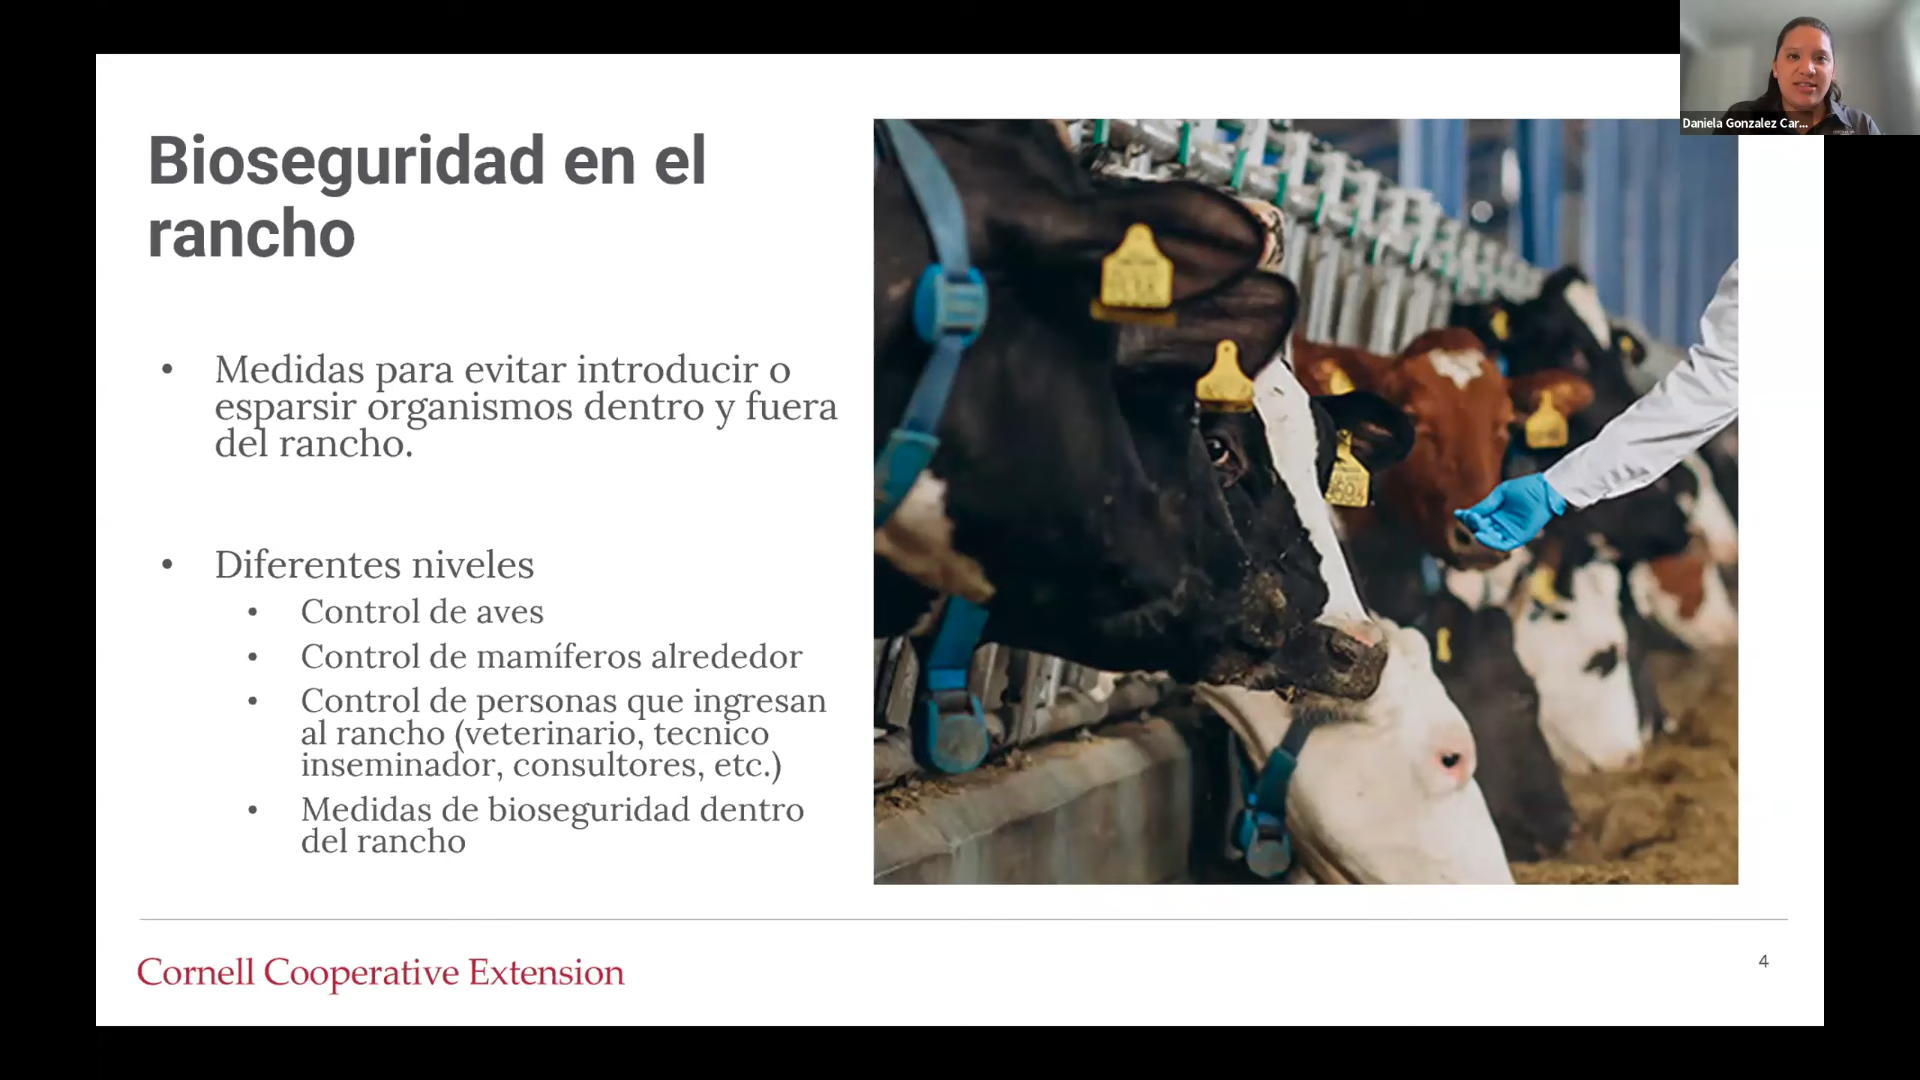 Daniela Gonzalez Car...
Bioseguridad en el
rancho
• Medidas para evitar introducir o
esparsir organismos dentro y fuera
del rancho.
• Diferentes niveles
• Control de aves
• Control de mamíferos alrededor
• Control de personas que ingresan
al rancho (veterinario, tecnico
inseminador, consultores, etc.)
• Medidas de bioseguridad dentro
del rancho
Cornell Cooperative Extension
4